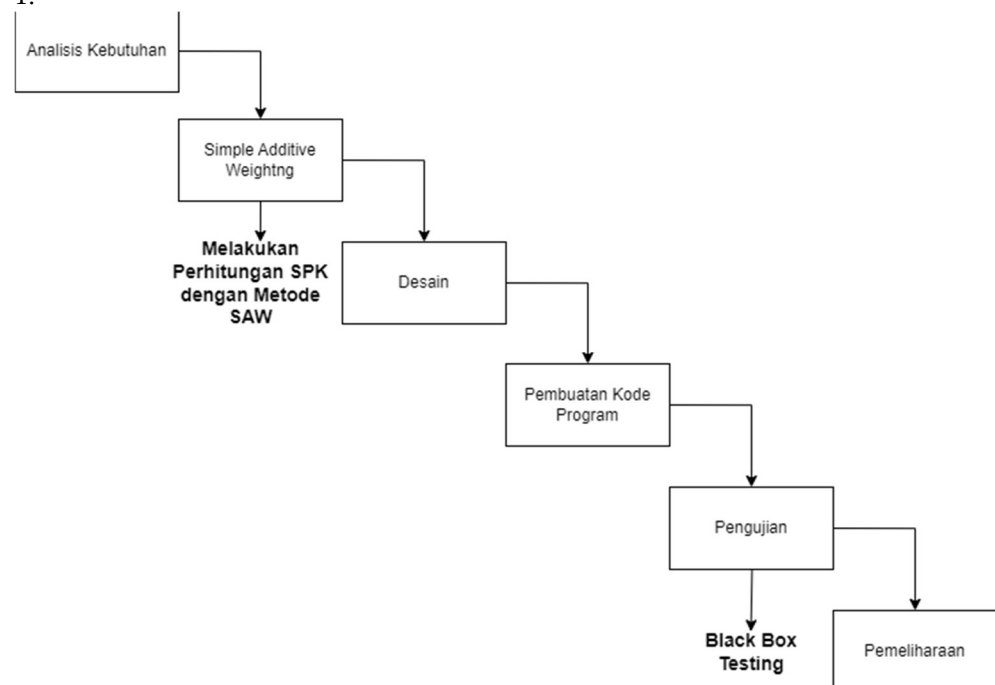 1.
Analisis Kebutuhan
Simple Additive
Weightng
Melakukan
Perhitungan SPK
dengan Metode
SAW
Desain
Pembuatan Kode
Program
Pengujian
Black Box
Testing
Pemeliharaan